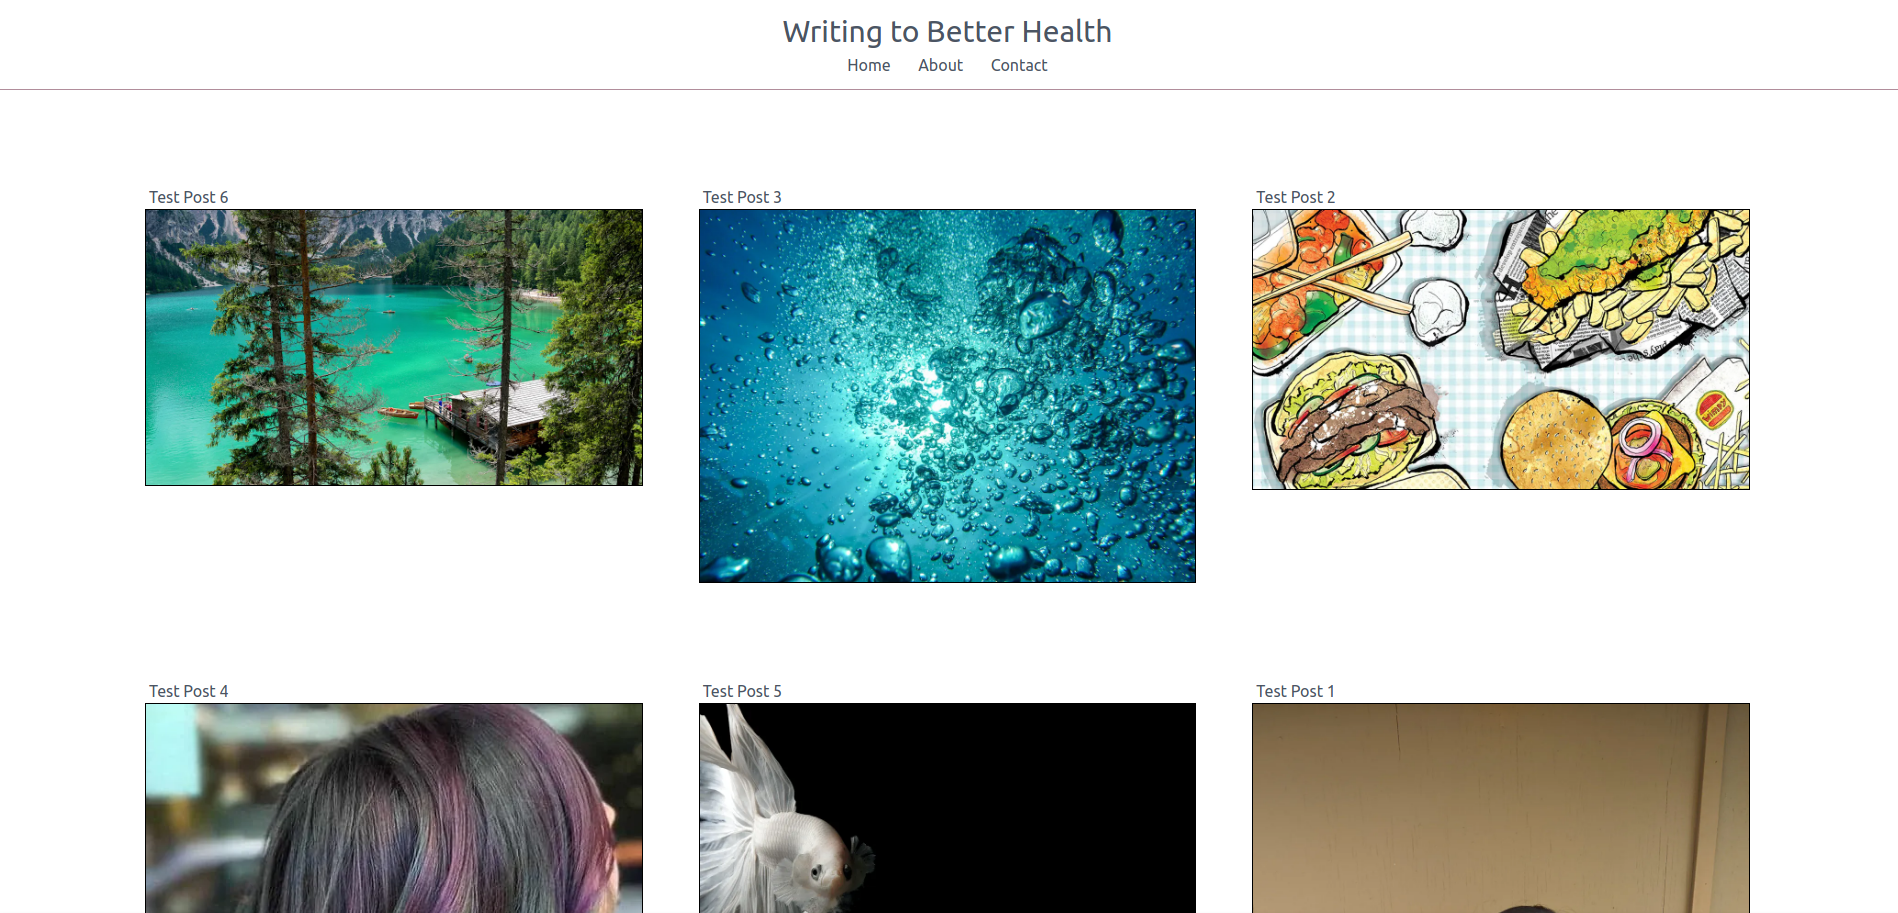 Writing to Better Health
Home About Contact
Test Post 6
Test Post 3
Test Post 2
Test Post 4
Test Post 5
Test Post 1